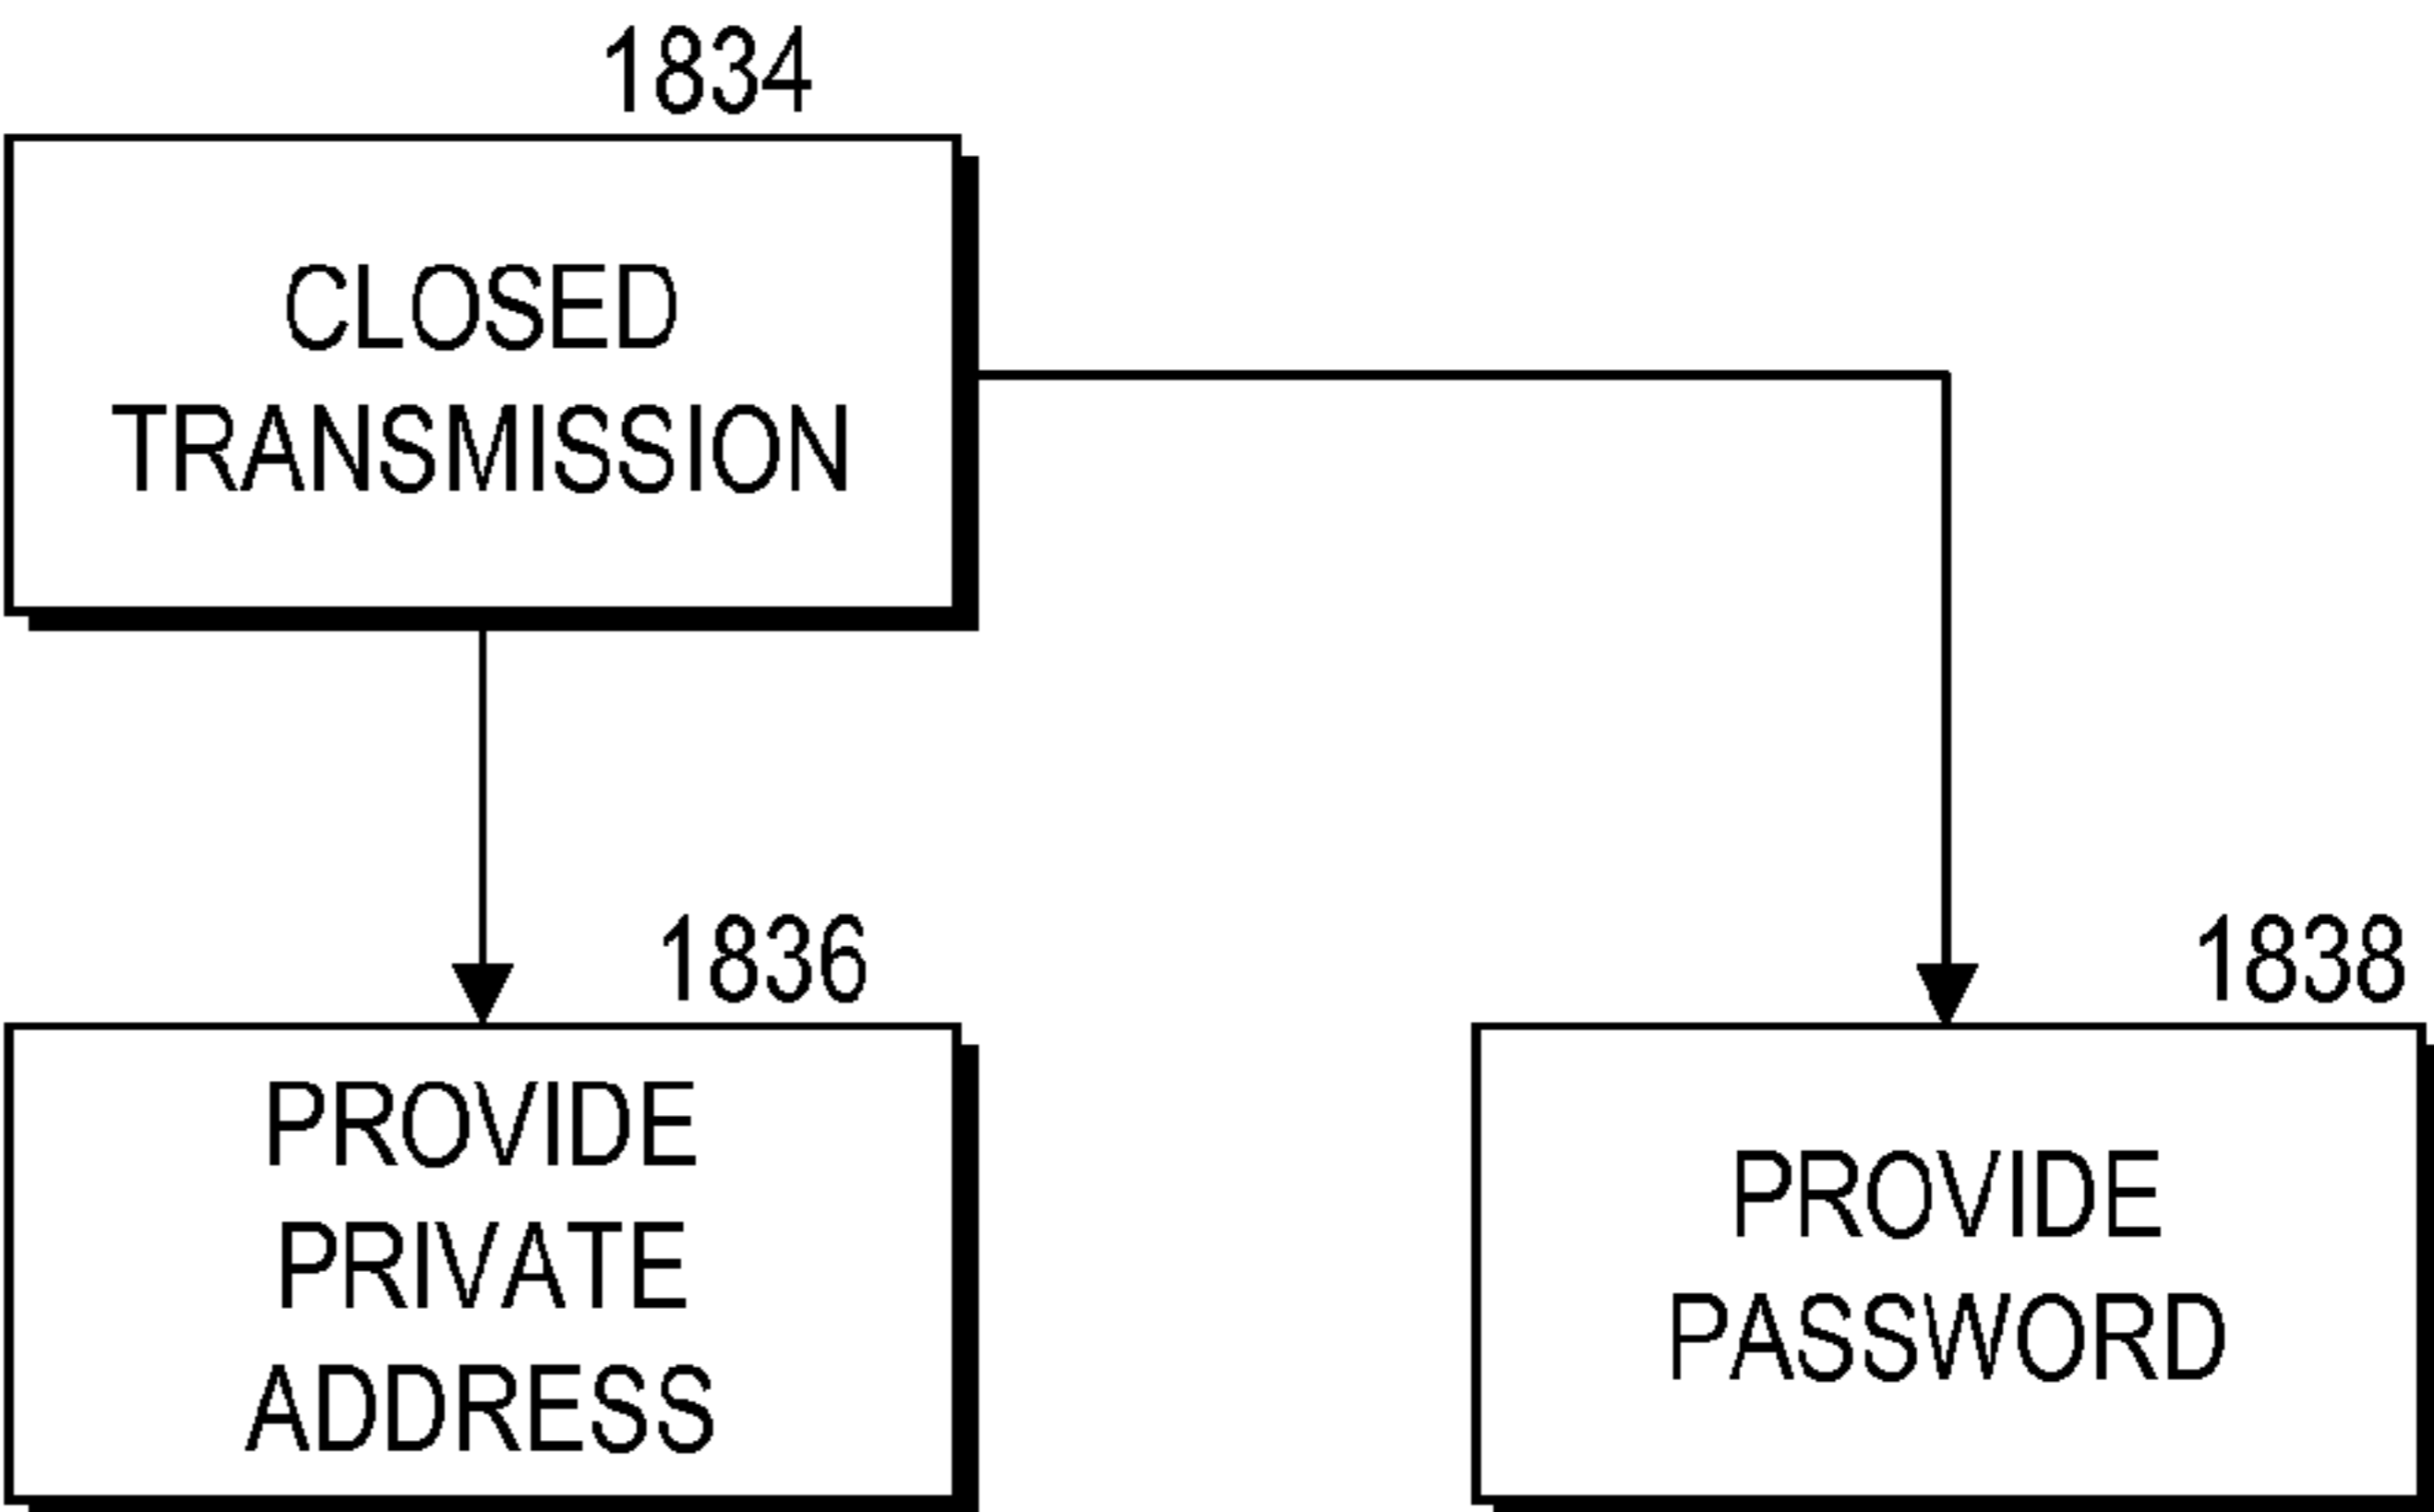 1834
CLOSED
TRANSMISSION
1836
PROVIDE
PRIVATE
ADDRESS
1838
PROVIDE
PASSWORD